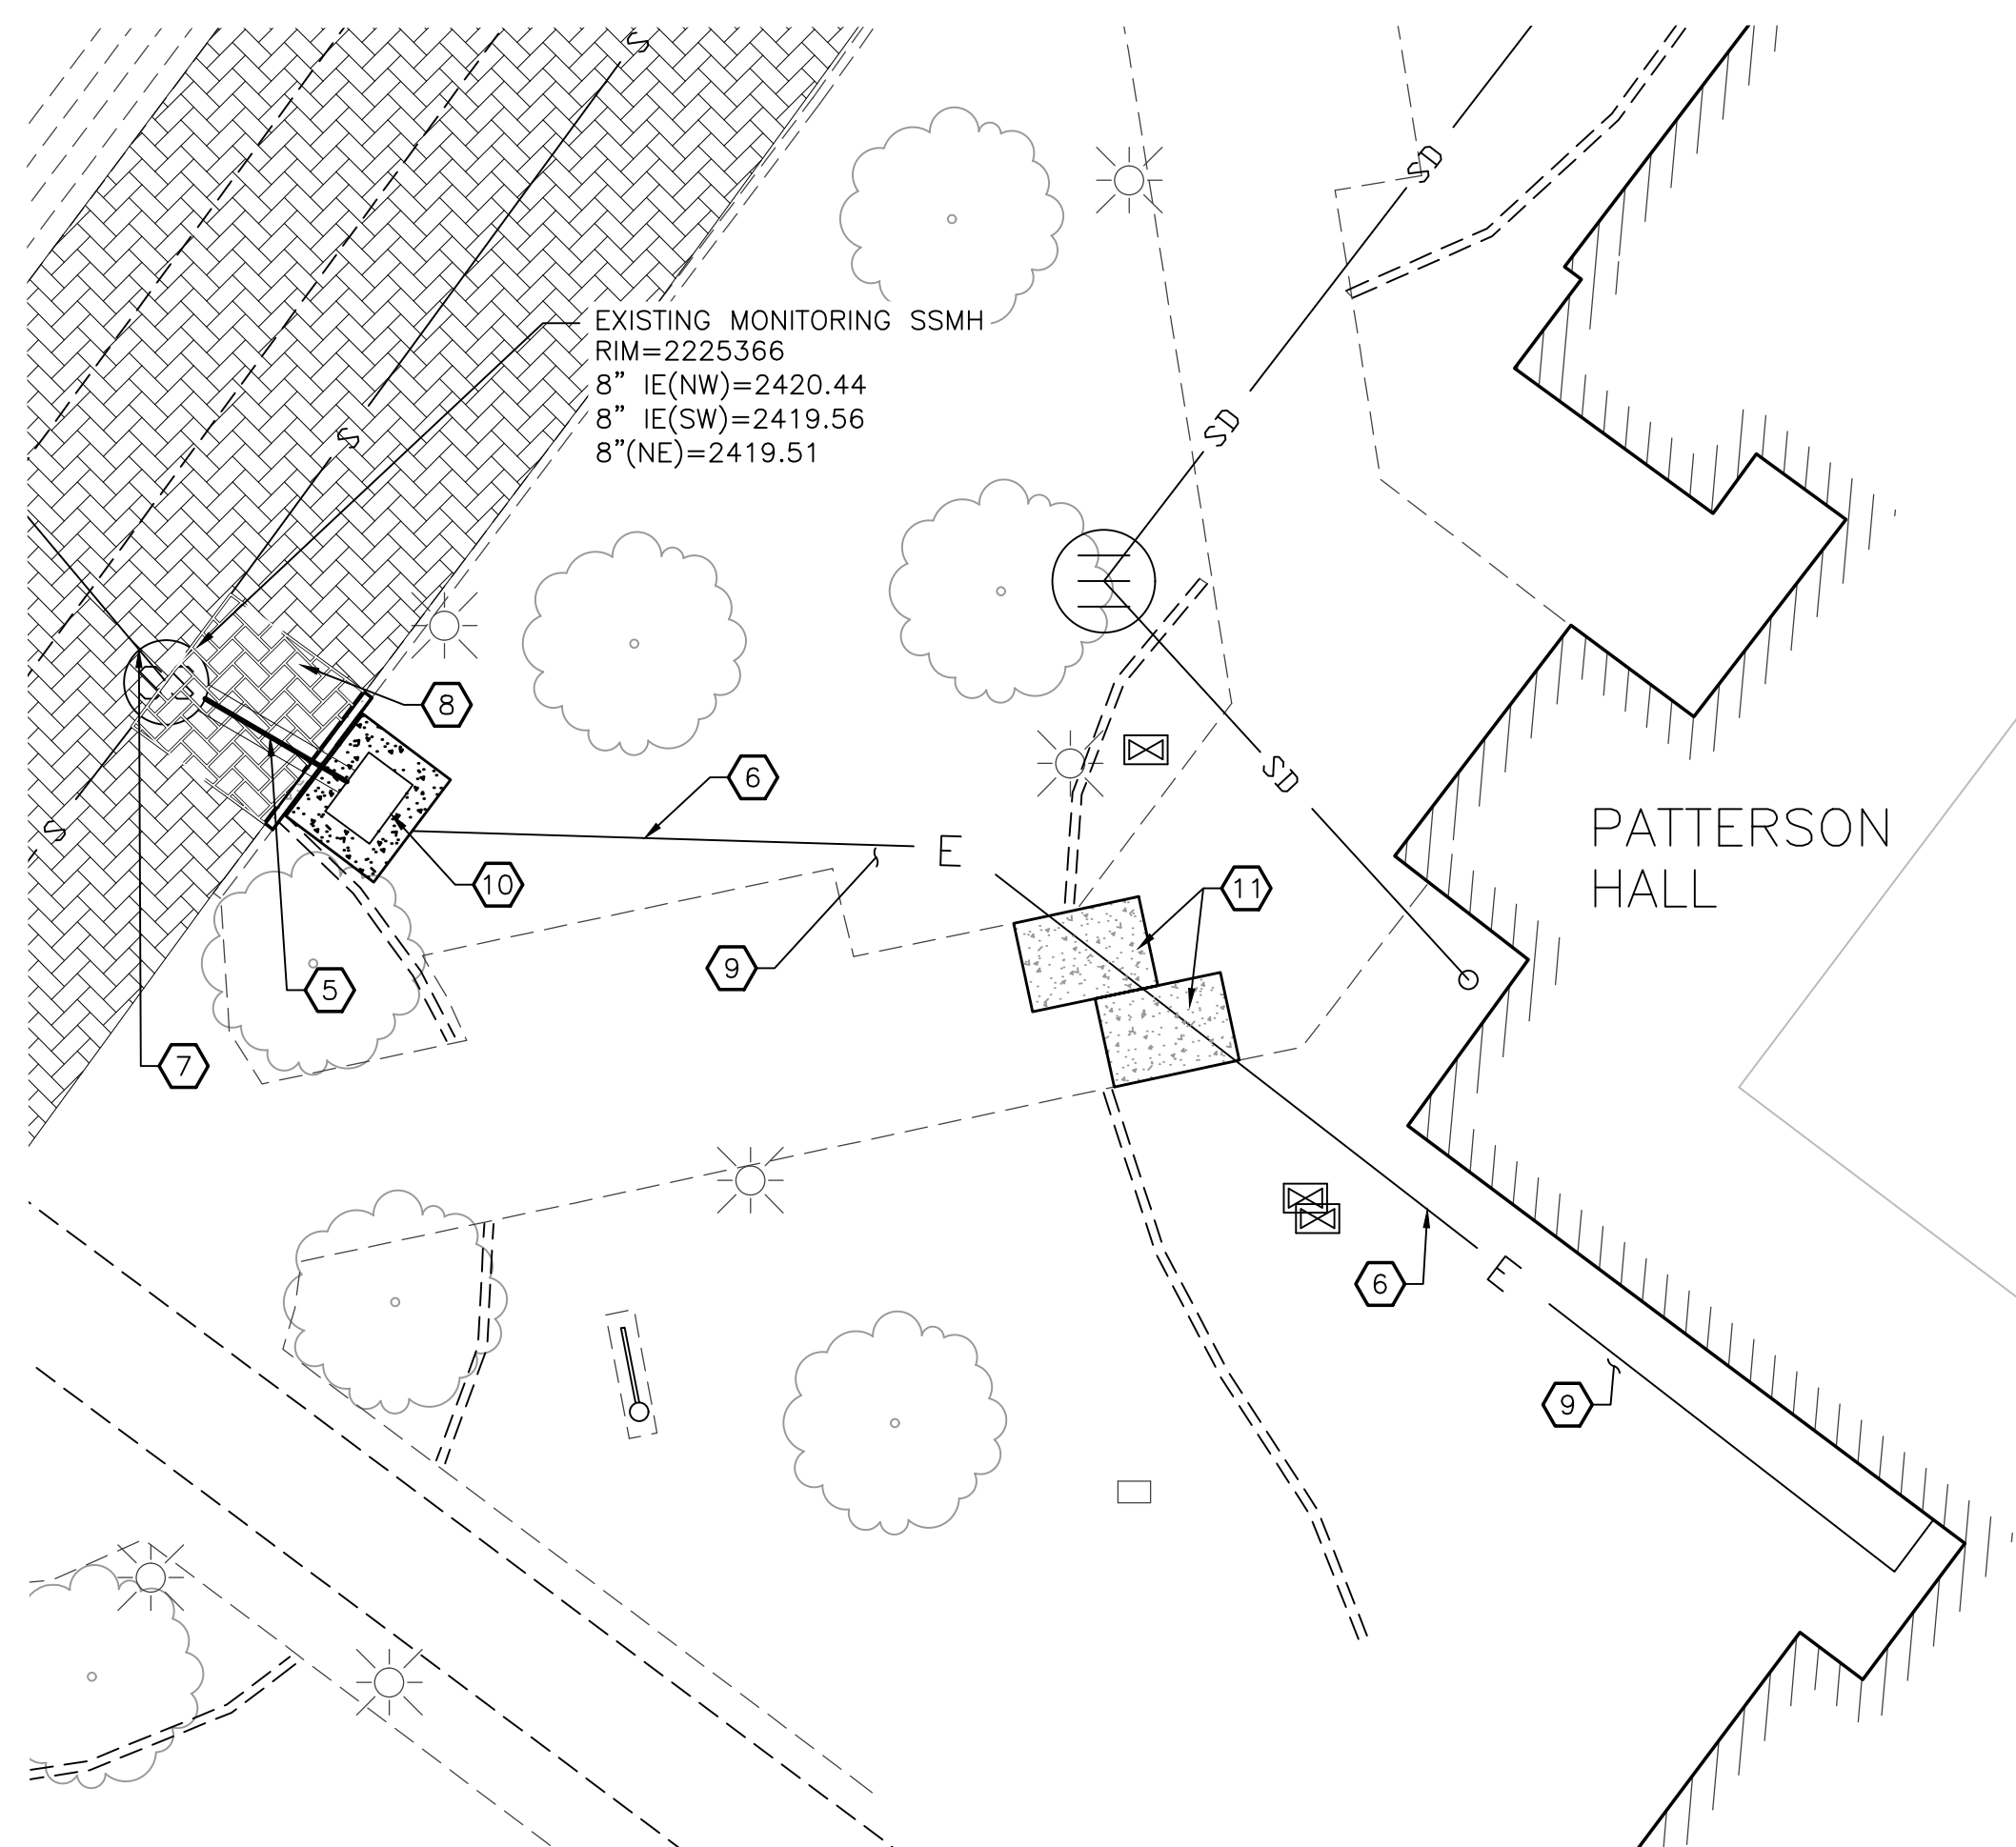 S
SD
EXISTING MONITORING SSMH
RIM=2225366
8" IE(NW)=2420.44
8" IE(SW)=2419.56
8"(NE)=2419.51
SD
S
8
6
SD
S
PATTERSON
HALL
E
10
11
9
5
7
6
E
9